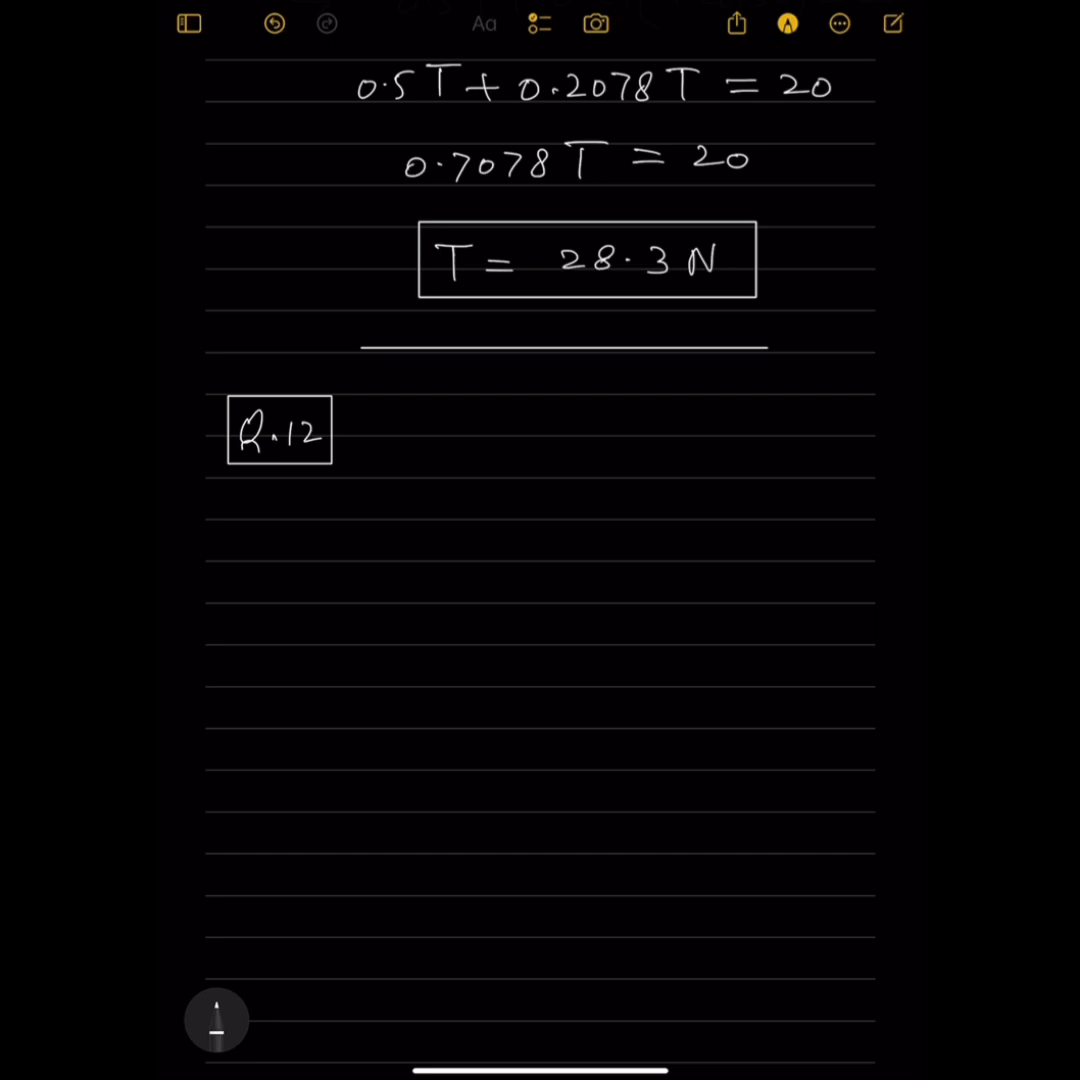 Aa
0.5T + 0.2078T = 20
0.7078T = 20
T = 28.3 N
Q.12